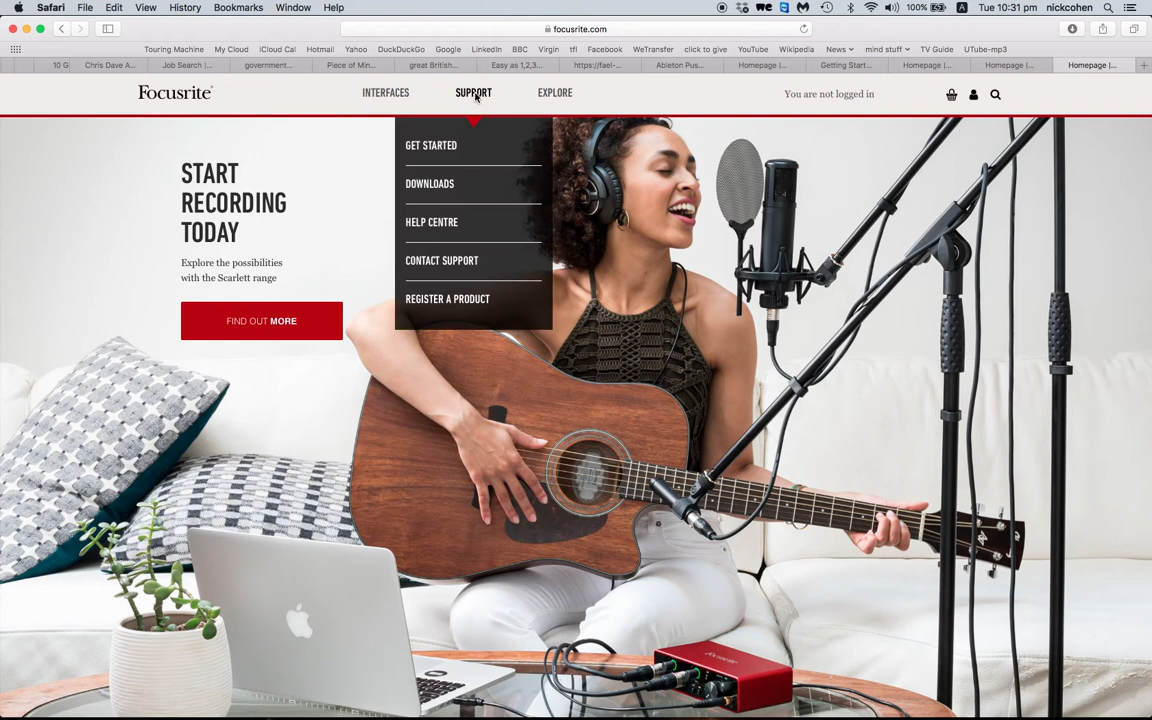 Safari File Edit View History Bookmarks Window Help 100% A Tue 10:31 pm nickcohen
focusrite.com
Touring Machine My Cloud iCloud Cal Hotmail Yahoo DuckDuckGo Google LinkedIn BBC Virgin tfl Facebook WeTransfer click to give YouTube Wikipedia News mind stuff TV Guide UTube-mp3
10 G Chris Dave A... Job Search |... government... Piece of Min... great British... Easy as 1,2,3... https://fael-... Ableton Pus... Homepage |... Getting Start... Homepage |... Homepage |... Homepage |...
Focusrite INTERFACES SUPPORT EXPLORE You are not logged in
GET STARTED
DOWNLOADS
HELP CENTRE
CONTACT SUPPORT
REGISTER A PRODUCT
START
RECORDING
TODAY
Explore the possibilities
with the Scarlett range
FIND OUT MORE
Focusrite